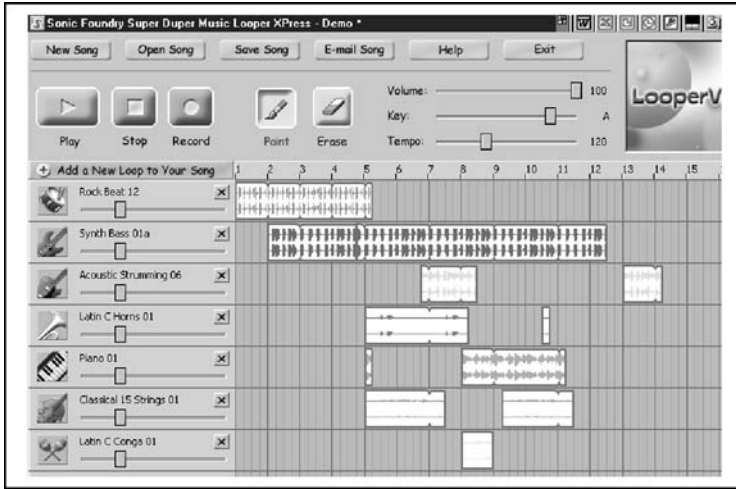 Sonic Foundry Super Duper Music Looper XPress - Demo *
New Song Open Song Save Song E-mail Song Help Exit
Volume: 100
LooperV
Key: A
Play Stop Record Paint Erase Tempo: 120
Add a New Loop to Your Song 1 2 3 4 5 6 7 8 9 10 11 12 13 14 15
Rock Beat 12
Synth Bass 01a
Acoustic Strumming 06
Latin C Horns 01
Piano 01
Classical 15 Strings 01
Latin C Conga 01